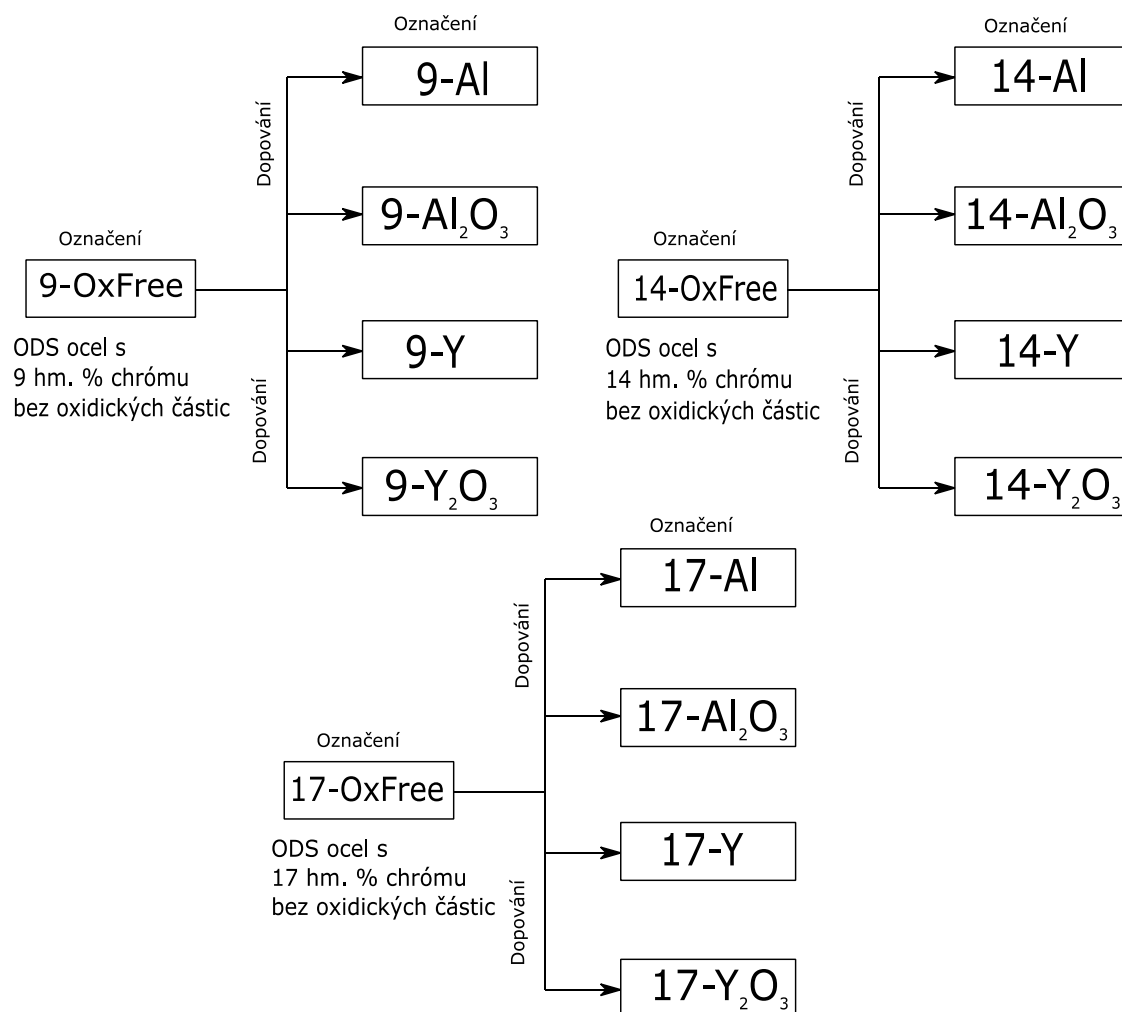 Označení
9-Al
Dopování
9-Al₂O₃
Označení
9-OxFree
ODS ocel s
9 hm. % chrómu
bez oxidických částic
9-Y
Dopování
9-Y₂O₃
Označení
14-Al
Dopování
14-Al₂O₃
Označení
14-OxFree
ODS ocel s
14 hm. % chrómu
bez oxidických částic
14-Y
Dopování
14-Y₂O₃
Označení
17-Al
Dopování
17-Al₂O₃
Označení
17-OxFree
ODS ocel s
17 hm. % chrómu
bez oxidických částic
17-Y
Dopování
17-Y₂O₃